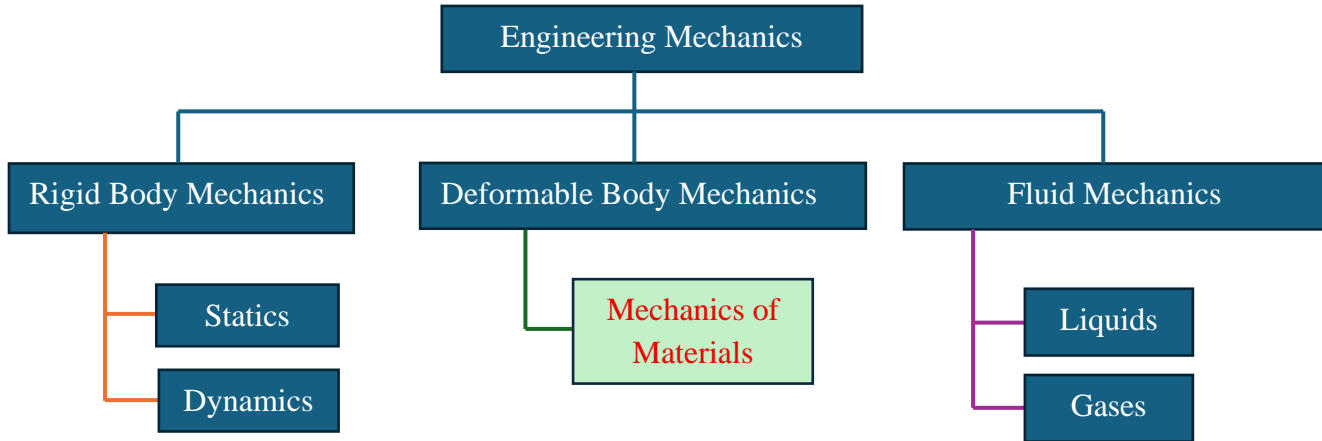 Engineering Mechanics
Rigid Body Mechanics
Deformable Body Mechanics
Fluid Mechanics
Statics
Dynamics
Mechanics of
Materials
Liquids
Gases